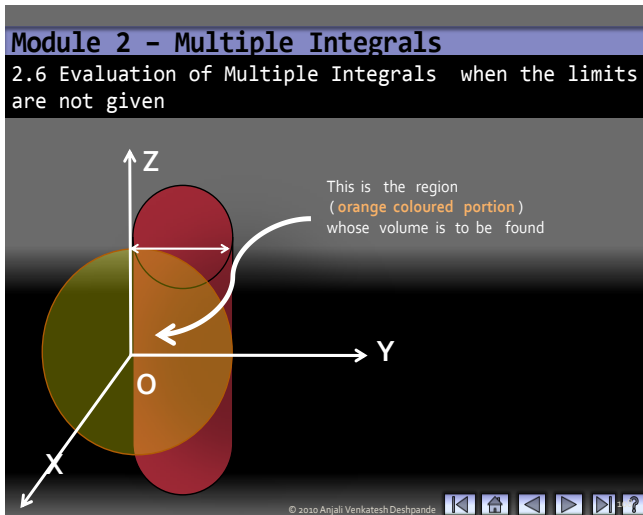 Module 2 – Multiple Integrals
2.6 Evaluation of Multiple Integrals when the limits
are not given
Z
This is the region
(orange coloured portion)
whose volume is to be found
Y
O
X
© 2010 Anjali Venkatesh Deshpande
?